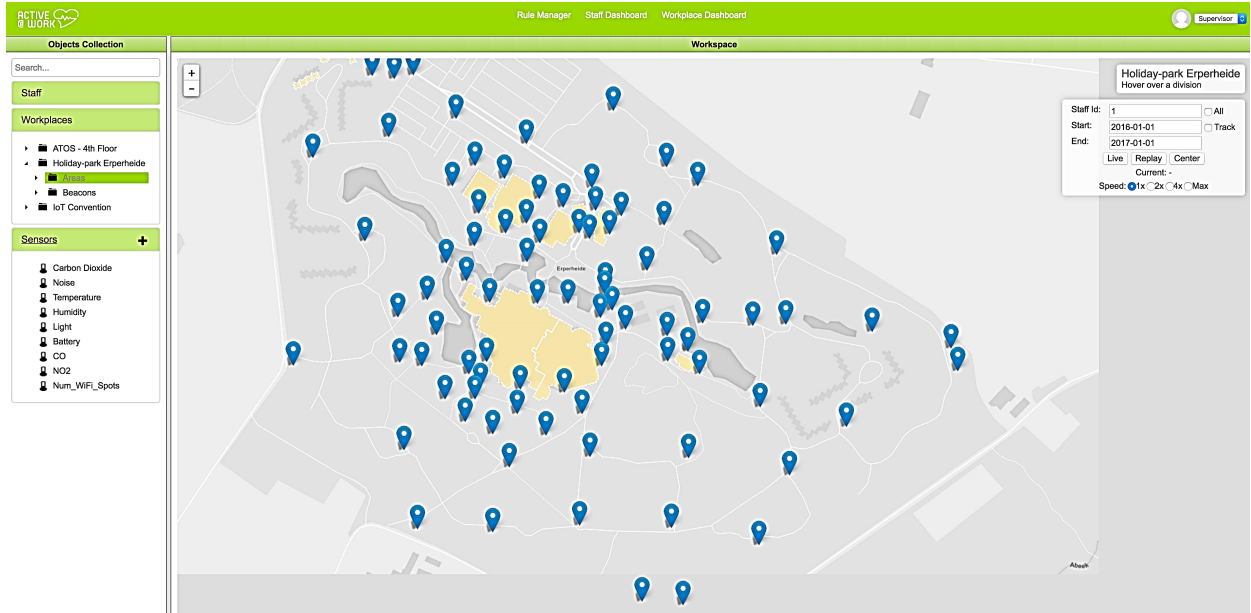 ACTIVE
@ WORK
Rule Manager Staff Dashboard Workplace Dashboard
Supervisor
Objects Collection
Workspace
Search...
Staff
Workplaces
ATOS - 4th Floor
Holiday-park Erperheide
Areas
Beacons
IoT Convention
Sensors +
Carbon Dioxide
Noise
Temperature
Humidity
Light
Battery
CO
NO2
Num_WiFi_Spots
+
−
Erperheide
Abeek
Holiday-park Erperheide
Hover over a division
Staff Id: 1 All
Start: 2016-01-01 Track
End: 2017-01-01
Live Replay Center
Current: -
Speed: 1x 2x 4x Max